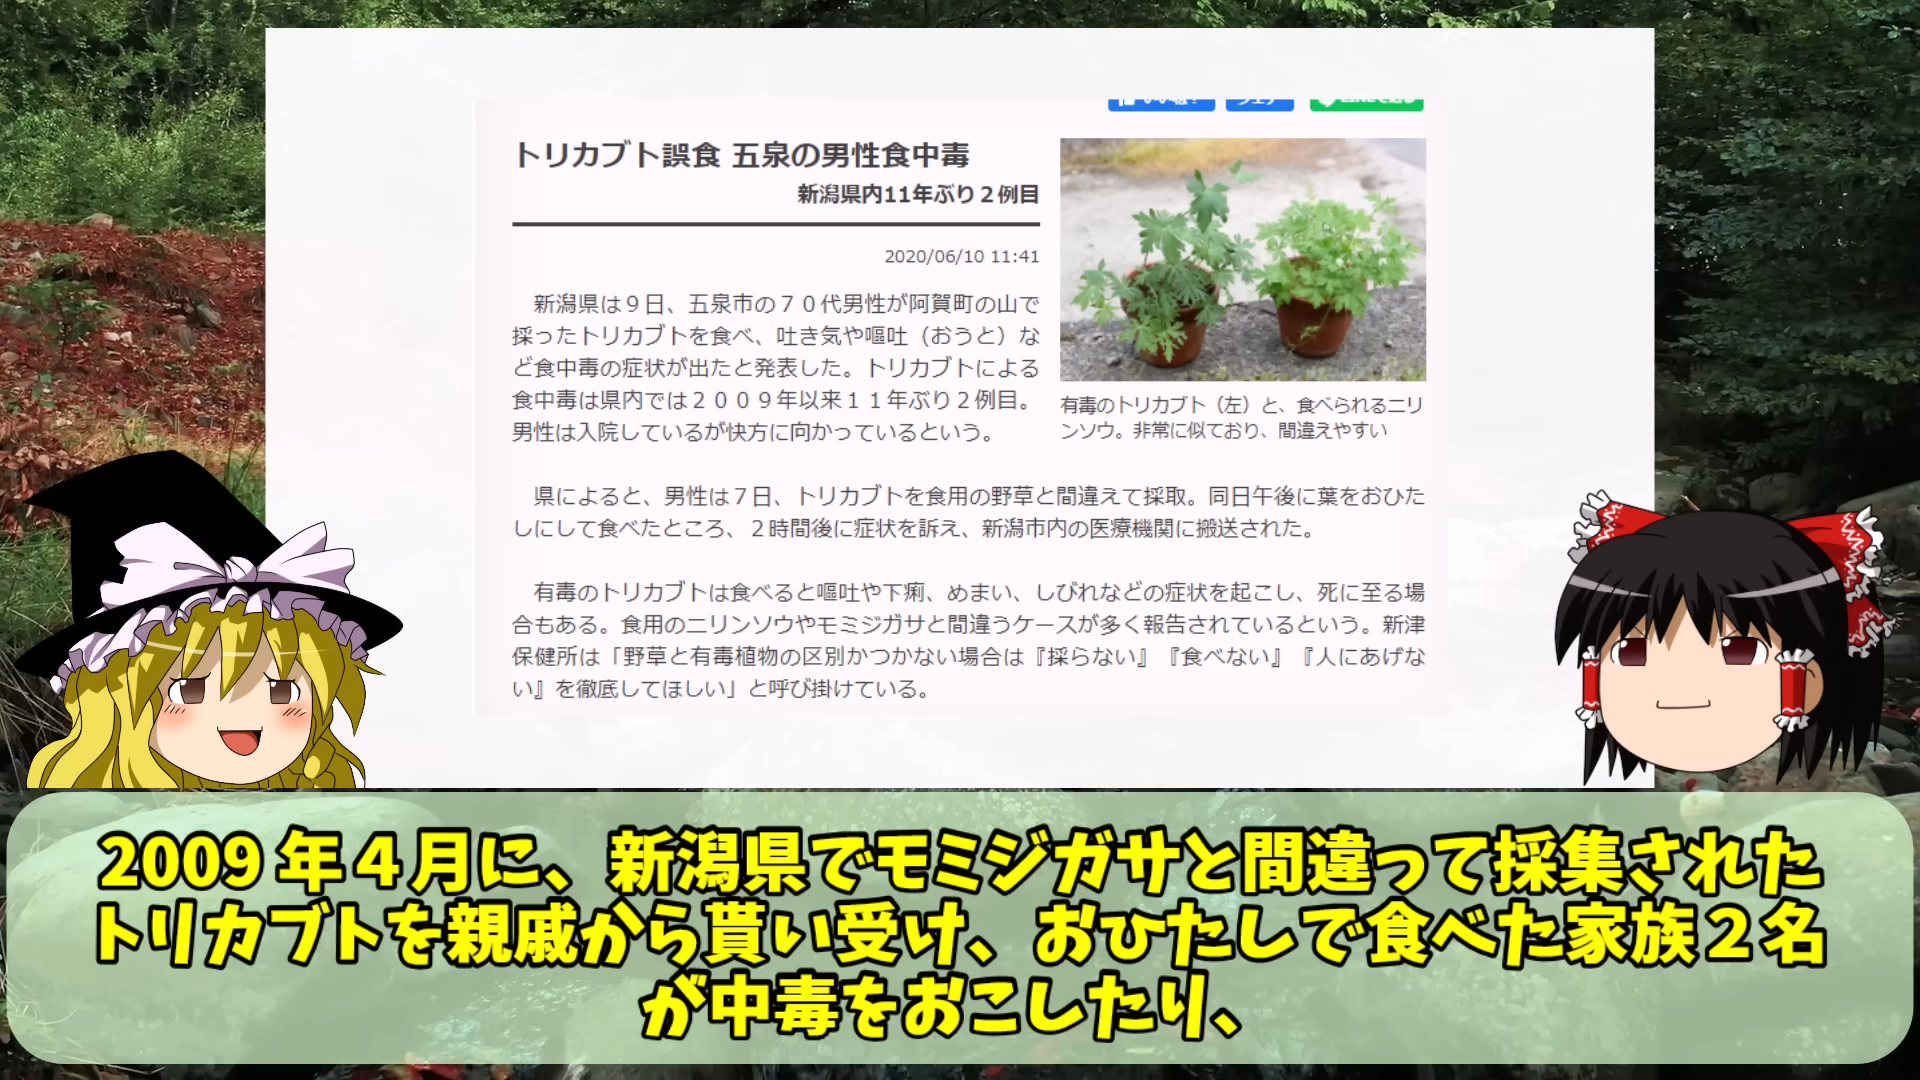 シェア
トリカブト誤食 五泉の男性食中毒
新潟県内11年ぶり２例目
2020/06/10 11:41
新潟県は９日、五泉市の７０代男性が阿賀町の山で
採ったトリカブトを食べ、吐き気や嘔吐（おうと）な
ど食中毒の症状が出たと発表した。トリカブトによる
食中毒は県内では２００９年以来１１年ぶり２例目。
男性は入院しているが快方に向かっているという。
有毒のトリカブト（左）と、食べられるニリ
ンソウ。非常に似ており、間違えやすい
県によると、男性は７日、トリカブトを食用の野草と間違えて採取。同日午後に葉をおひた
しにして食べたところ、２時間後に症状を訴え、新潟市内の医療機関に搬送された。
有毒のトリカブトは食べると嘔吐や下痢、めまい、しびれなどの症状を起こし、死に至る場
合もある。食用のニリンソウやモミジガサと間違うケースが多く報告されているという。新津
保健所は「野草と有毒植物の区別がつかない場合は『採らない』『食べない』『人にあげな
い』を徹底してほしい」と呼び掛けている。
2009年４月に、新潟県でモミジガサと間違って採集された
トリカブトを親戚から貰い受け、おひたしで食べた家族２名
が中毒をおこしたり、